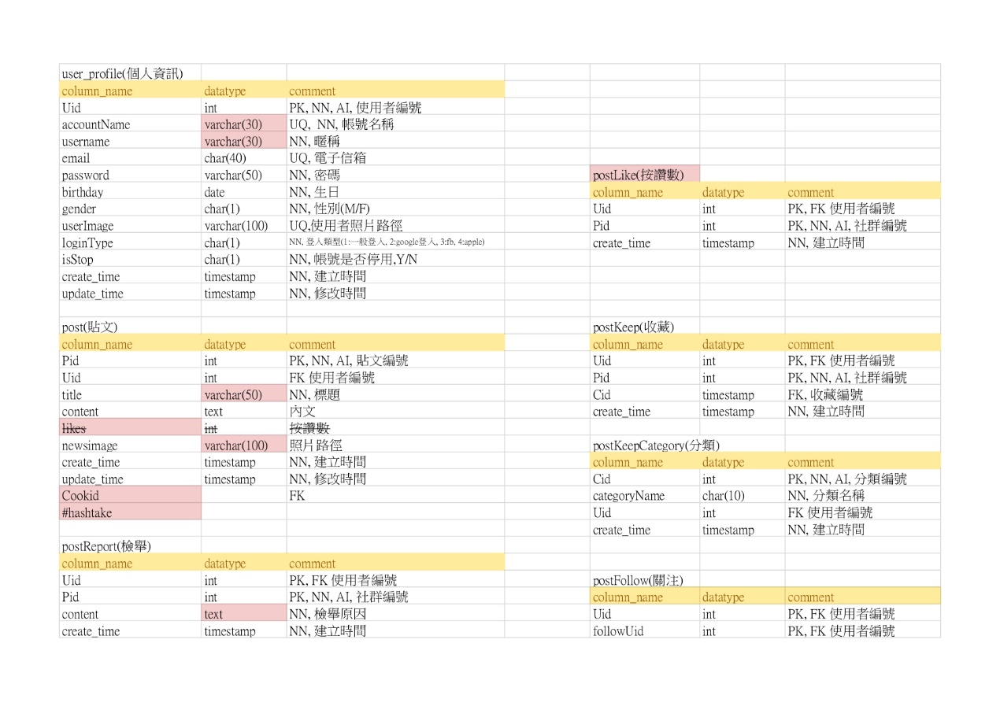 user_profile(個人資訊)
column_name datatype comment
Uid int PK, NN, AI, 使用者編號
accountName varchar(30) UQ, NN, 帳號名稱
username varchar(30) NN, 暱稱
email char(40) UQ, 電子信箱
password varchar(50) NN, 密碼
birthday date NN, 生日
gender char(1) NN, 性別(M/F)
userImage varchar(100) UQ,使用者照片路徑
loginType char(1) NN, 登入類型(1:一般登入, 2:google登入, 3:fb, 4:apple)
isStop char(1) NN, 帳號是否停用,Y/N
create_time timestamp NN, 建立時間
update_time timestamp NN, 修改時間
post(貼文)
column_name datatype comment
Pid int PK, NN, AI, 貼文編號
Uid int FK 使用者編號
title varchar(50) NN, 標題
content text 內文
likes int 按讚數
newsimage varchar(100) 照片路徑
create_time timestamp NN, 建立時間
update_time timestamp NN, 修改時間
Cookid FK
#hashtake
postReport(檢舉)
column_name datatype comment
Uid int PK, FK 使用者編號
Pid int PK, NN, AI, 社群編號
content text NN, 檢舉原因
create_time timestamp NN, 建立時間
postLike(按讚數)
column_name datatype comment
Uid int PK, FK 使用者編號
Pid int PK, NN, AI, 社群編號
create_time timestamp NN, 建立時間
postKeep(收藏)
column_name datatype comment
Uid int PK, FK 使用者編號
Pid int PK, NN, AI, 社群編號
Cid timestamp FK, 收藏編號
create_time timestamp NN, 建立時間
postKeepCategory(分類)
column_name datatype comment
Cid int PK, NN, AI, 分類編號
categoryName char(10) NN, 分類名稱
Uid int FK 使用者編號
create_time timestamp NN, 建立時間
postFollow(關注)
column_name datatype comment
Uid int PK, FK 使用者編號
followUid int PK, FK 使用者編號